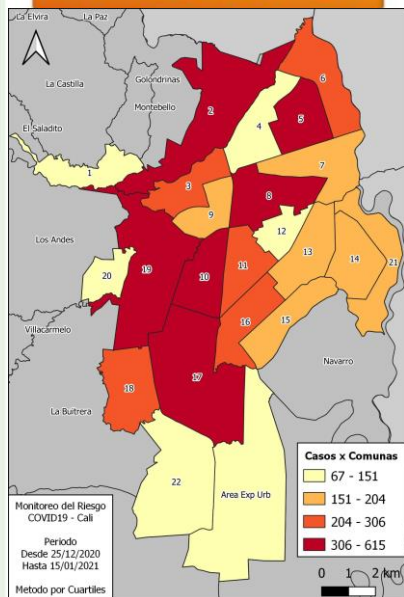 La Elvira
La Paz
Golondrinas
La Castilla
Montebello
El Saladito
Los Andes
Villacarmelo
La Buitrera
Navarro
1
2
3
4
5
6
7
8
9
10
11
12
13
14
15
16
17
18
19
20
21
22
Area Exp Urb
Monitoreo del Riesgo
COVID19 - Cali
Periodo
Desde 25/12/2020
Hasta 15/01/2021
Metodo por Cuartiles
Casos x Comunas
67 - 151
151 - 204
204 - 306
306 - 615
0 1 2 km